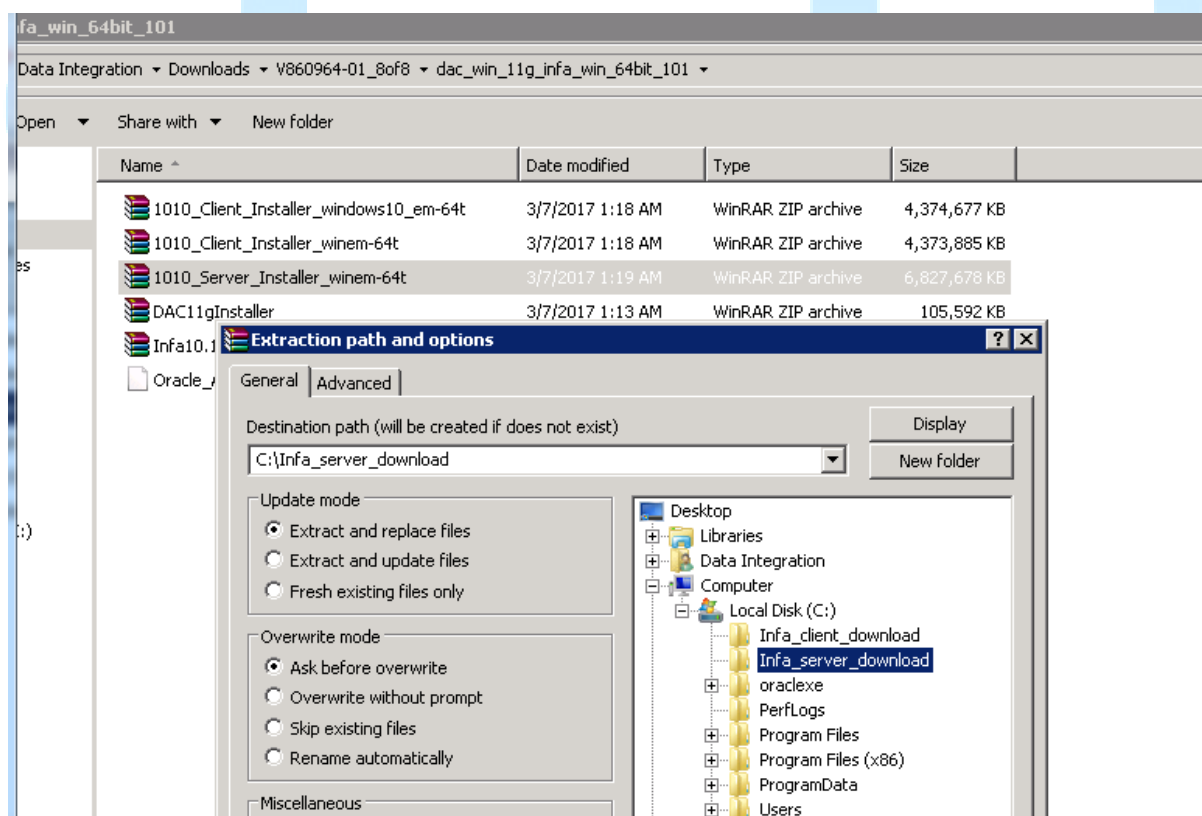 fa_win_64bit_101
Data Integration Downloads V860964-01_8of8 dac_win_11g_infa_win_64bit_101
Open Share with New folder
Name Date modified Type Size
1010_Client_Installer_windows10_em-64t 3/7/2017 1:18 AM WinRAR ZIP archive 4,374,677 KB
1010_Client_Installer_winem-64t 3/7/2017 1:18 AM WinRAR ZIP archive 4,373,885 KB
es
1010_Server_Installer_winem-64t 3/7/2017 1:19 AM WinRAR ZIP archive 6,827,678 KB
DAC11gInstaller 3/7/2017 1:13 AM WinRAR ZIP archive 105,592 KB
Infa10.1
Oracle_
Extraction path and options
General Advanced
Destination path (will be created if does not exist)
Display
C:\Infa_server_download
New folder
Update mode
Extract and replace files
Extract and update files
Fresh existing files only
Overwrite mode
Ask before overwrite
Overwrite without prompt
Skip existing files
Rename automatically
Miscellaneous
:)
Desktop
Libraries
Data Integration
Computer
Local Disk (C:)
Infa_client_download
Infa_server_download
oraclexe
PerfLogs
Program Files
Program Files (x86)
ProgramData
Users